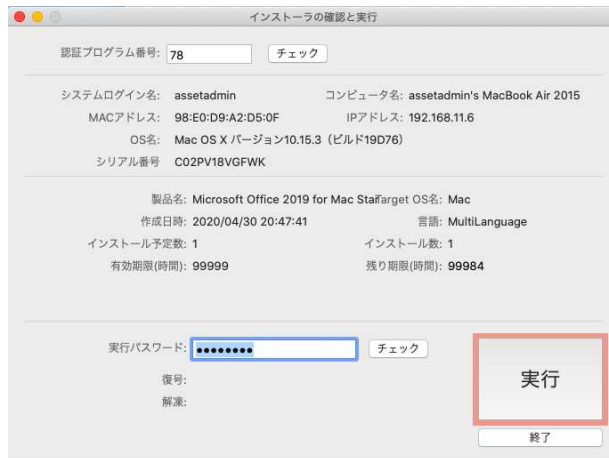 インストーラの確認と実行
認証プログラム番号: 78 チェック
システムログイン名: assetadmin コンピュータ名: assetadmin's MacBook Air 2015
MACアドレス: 98:E0:D9:A2:D5:0F IPアドレス: 192.168.11.6
OS名: Mac OS X バージョン10.15.3（ビルド19D76）
シリアル番号 C02PV18VGFWK
製品名: Microsoft Office 2019 for Mac Target OS名: Mac
作成日時: 2020/04/30 20:47:41 言語: MultiLanguage
インストール予定数: 1 インストール数: 1
有効期限(時間): 99999 残り期限(時間): 99984
実行パスワード: ●●●●●●●● チェック
復号:
解凍:
実行
終了